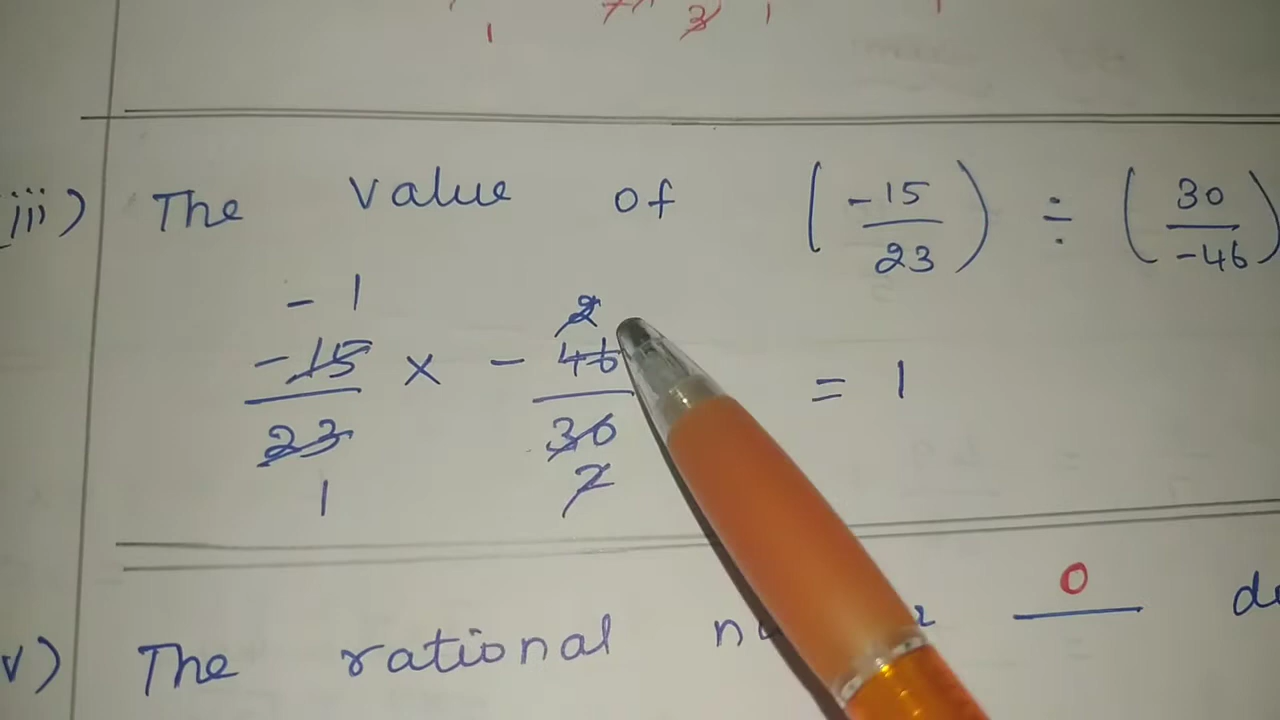 iii) The value of (-15/23) ÷ (30/-46)
-1 2
-15/23 × -46/30 = 1
1 2
v) The rational 0